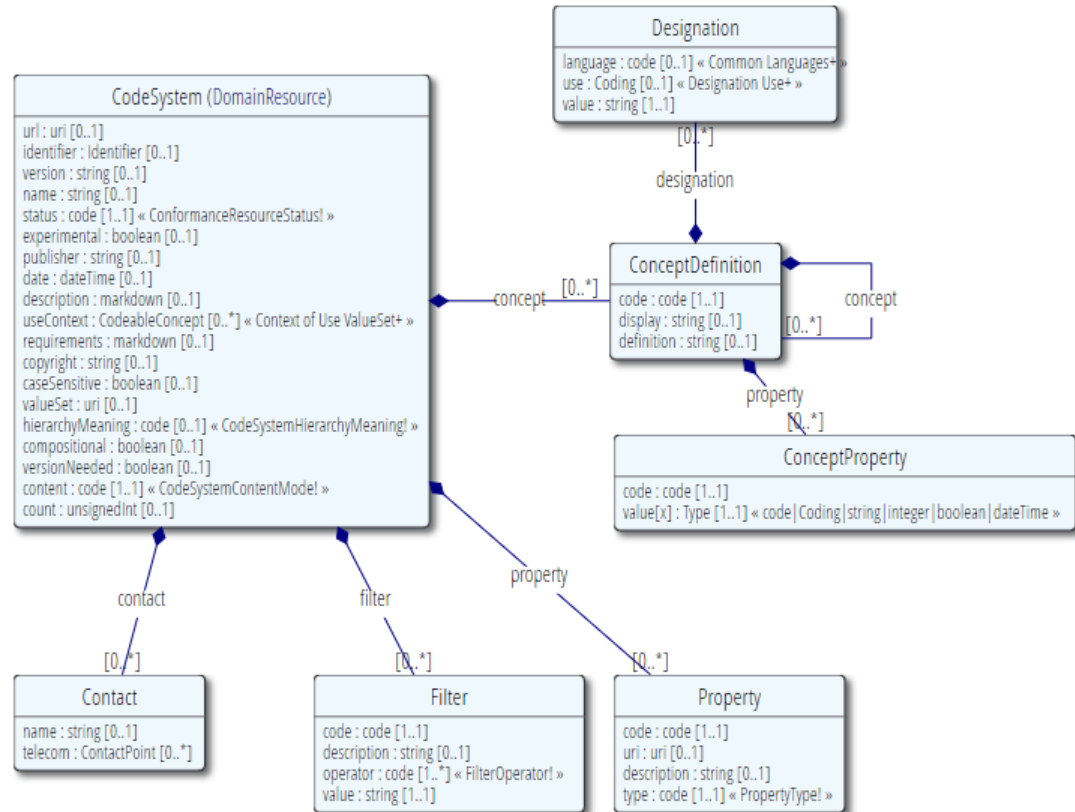 Designation
language : code [0..1] « Common Languages+ »
use : Coding [0..1] « Designation Use+ »
value : string [1..1]
[0..*]
designation
CodeSystem (DomainResource)
url : uri [0..1]
identifier : Identifier [0..1]
version : string [0..1]
name : string [0..1]
status : code [1..1] « ConformanceResourceStatus! »
experimental : boolean [0..1]
publisher : string [0..1]
date : dateTime [0..1]
description : markdown [0..1]
useContext : CodeableConcept [0..*] « Context of Use ValueSet+ »
requirements : markdown [0..1]
copyright : string [0..1]
caseSensitive : boolean [0..1]
valueSet : uri [0..1]
hierarchyMeaning : code [0..1] « CodeSystemHierarchyMeaning! »
compositional : boolean [0..1]
versionNeeded : boolean [0..1]
content : code [1..1] « CodeSystemContentMode! »
count : unsignedInt [0..1]
concept
[0..*]
ConceptDefinition
code : code [1..1]
display : string [0..1]
definition : string [0..1]
concept
[0..*]
property
[0..*]
ConceptProperty
code : code [1..1]
value[x] : Type [1..1] « code|Coding|string|integer|boolean|dateTime »
contact
[0..*]
filter
[0..*]
property
[0..*]
Contact
name : string [0..1]
telecom : ContactPoint [0..*]
Filter
code : code [1..1]
description : string [0..1]
operator : code [1..*] « FilterOperator! »
value : string [1..1]
Property
code : code [1..1]
uri : uri [0..1]
description : string [0..1]
type : code [1..1] « PropertyType! »